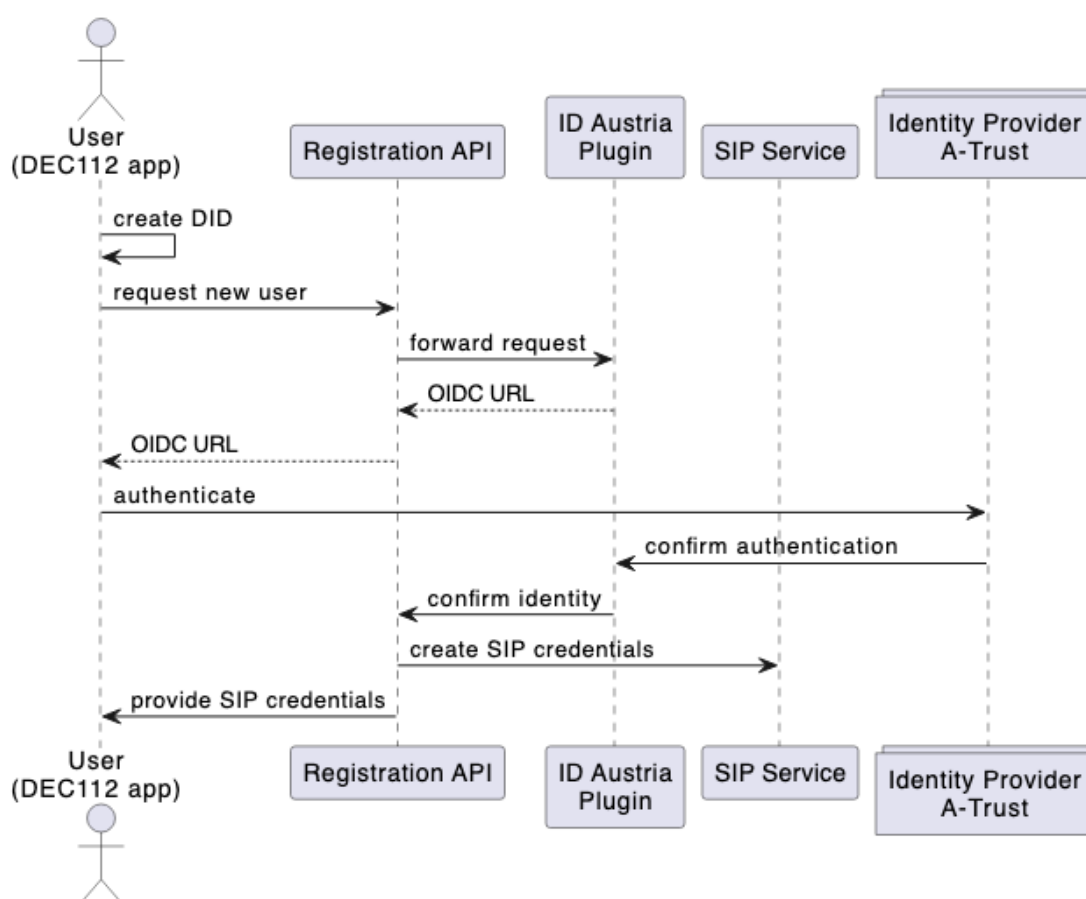 User
(DEC112 app)
Registration API
ID Austria
Plugin
SIP Service
Identity Provider
A-Trust
create DID
request new user
forward request
OIDC URL
OIDC URL
authenticate
confirm authentication
confirm identity
create SIP credentials
provide SIP credentials
User
(DEC112 app)
Registration API
ID Austria
Plugin
SIP Service
Identity Provider
A-Trust